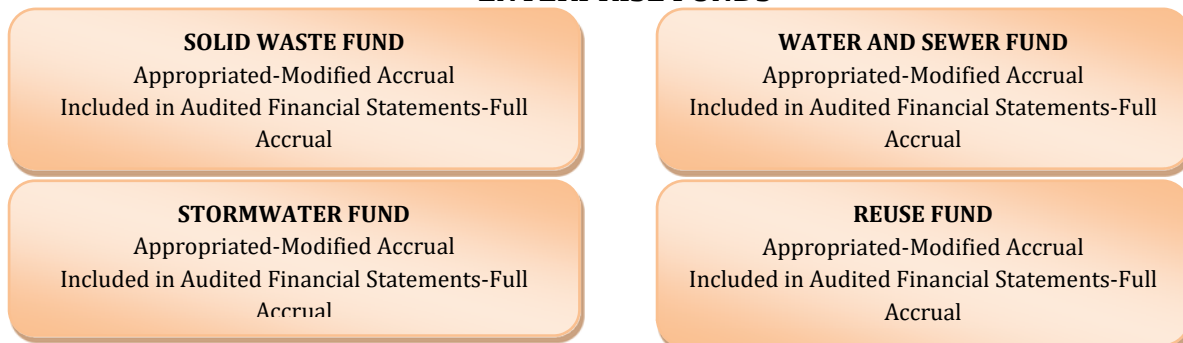 ENTERPRISE FUNDS
SOLID WASTE FUND
Appropriated-Modified Accrual
Included in Audited Financial Statements-Full
Accrual
WATER AND SEWER FUND
Appropriated-Modified Accrual
Included in Audited Financial Statements-Full
Accrual
STORMWATER FUND
Appropriated-Modified Accrual
Included in Audited Financial Statements-Full
Accrual
REUSE FUND
Appropriated-Modified Accrual
Included in Audited Financial Statements-Full
Accrual